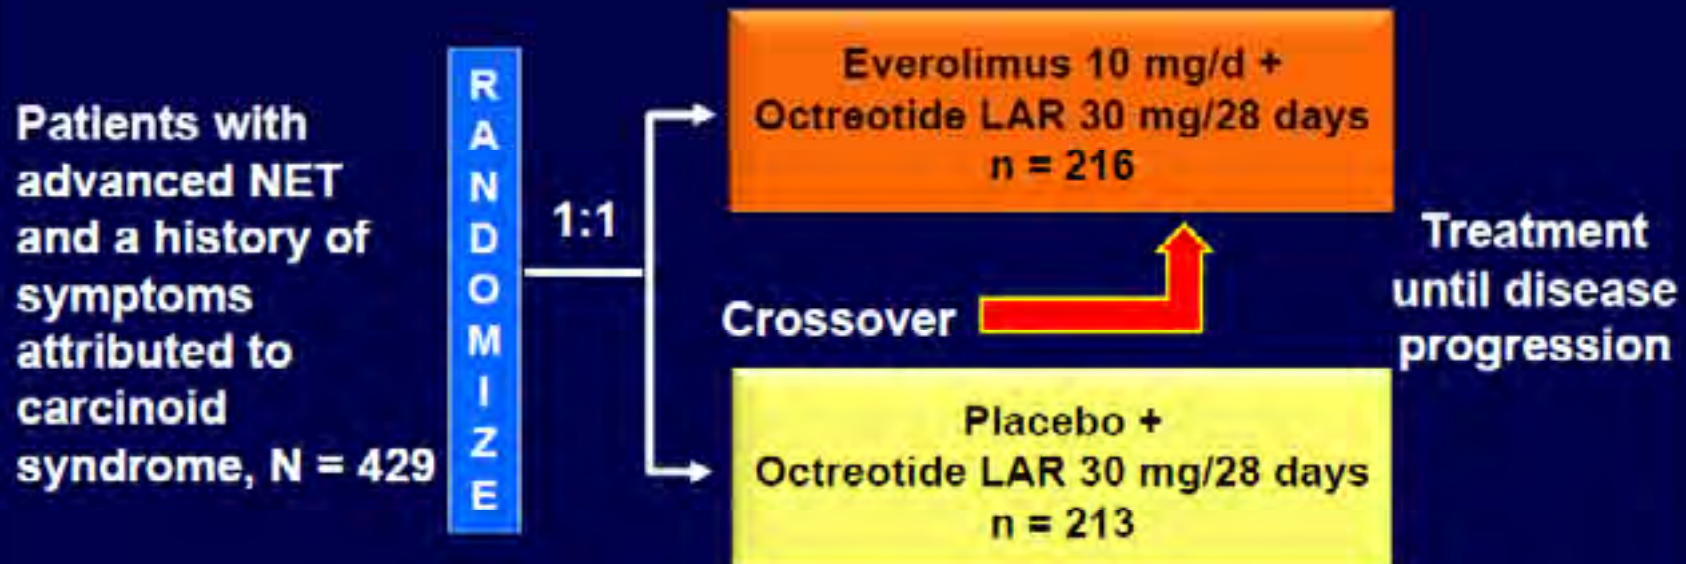 Patients with
advanced NET
and a history of
symptoms
attributed to
carcinoid
syndrome, N = 429
RANDOMIZE
1:1
Everolimus 10 mg/d +
Octreotide LAR 30 mg/28 days
n = 216
Crossover
Placebo +
Octreotide LAR 30 mg/28 days
n = 213
Treatment
until disease
progression